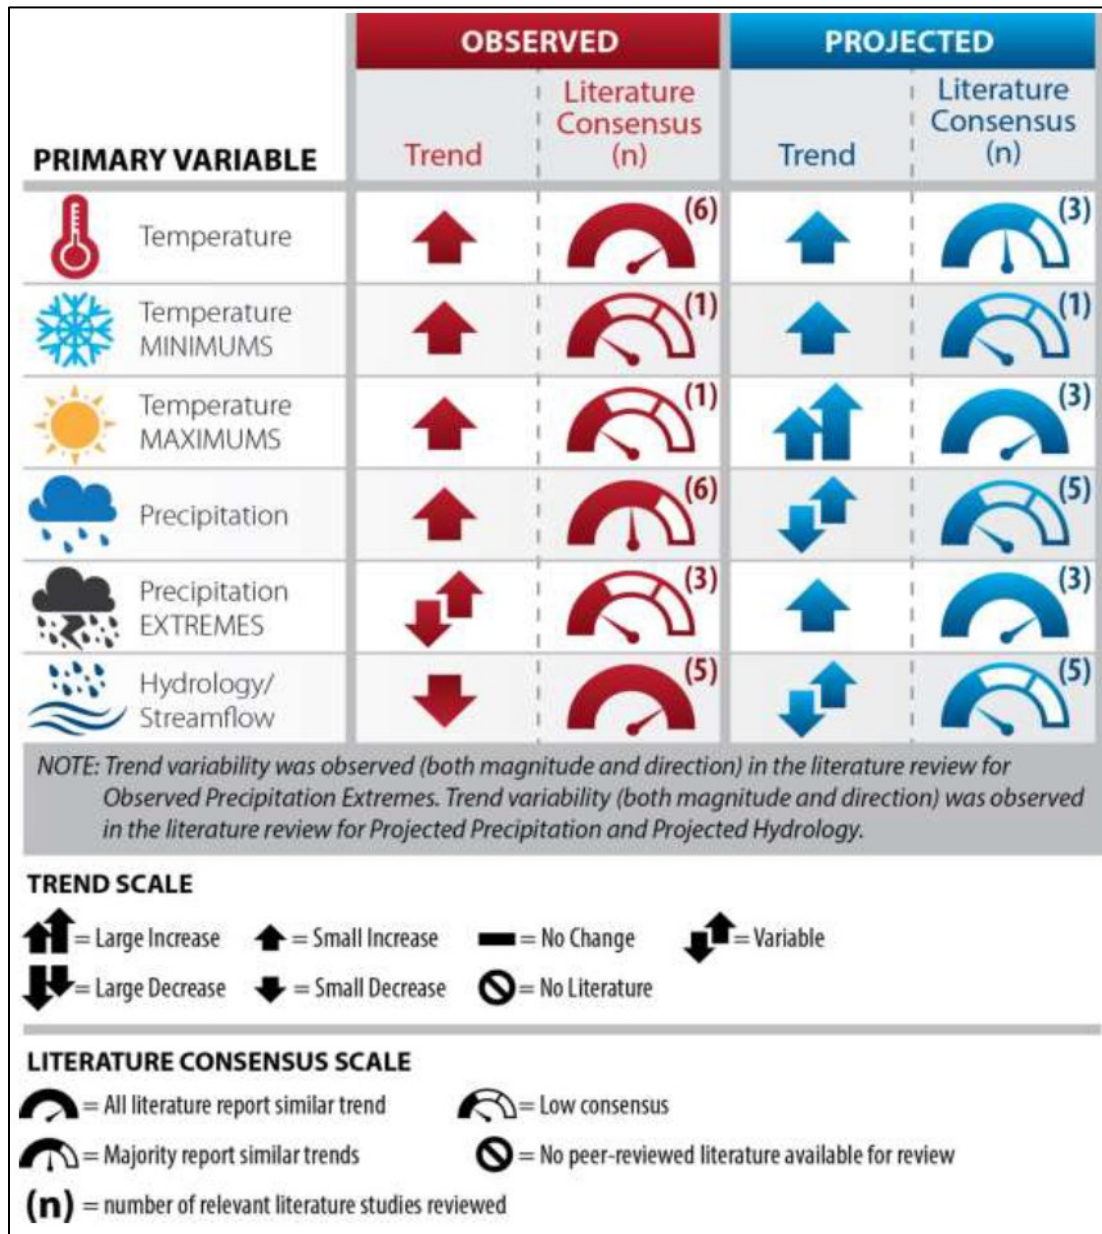 OBSERVED PROJECTED
PRIMARY VARIABLE Trend Literature Consensus (n) Trend Literature Consensus (n)
Temperature (6) (3)
Temperature MINIMUMS (1) (1)
Temperature MAXIMUMS (1) (3)
Precipitation (6) (5)
Precipitation EXTREMES (3) (3)
Hydrology/ Streamflow (5) (5)
NOTE: Trend variability was observed (both magnitude and direction) in the literature review for
Observed Precipitation Extremes. Trend variability (both magnitude and direction) was observed
in the literature review for Projected Precipitation and Projected Hydrology.
TREND SCALE
= Large Increase = Small Increase = No Change = Variable
= Large Decrease = Small Decrease = No Literature
LITERATURE CONSENSUS SCALE
= All literature report similar trend = Low consensus
= Majority report similar trends = No peer-reviewed literature available for review
(n) = number of relevant literature studies reviewed